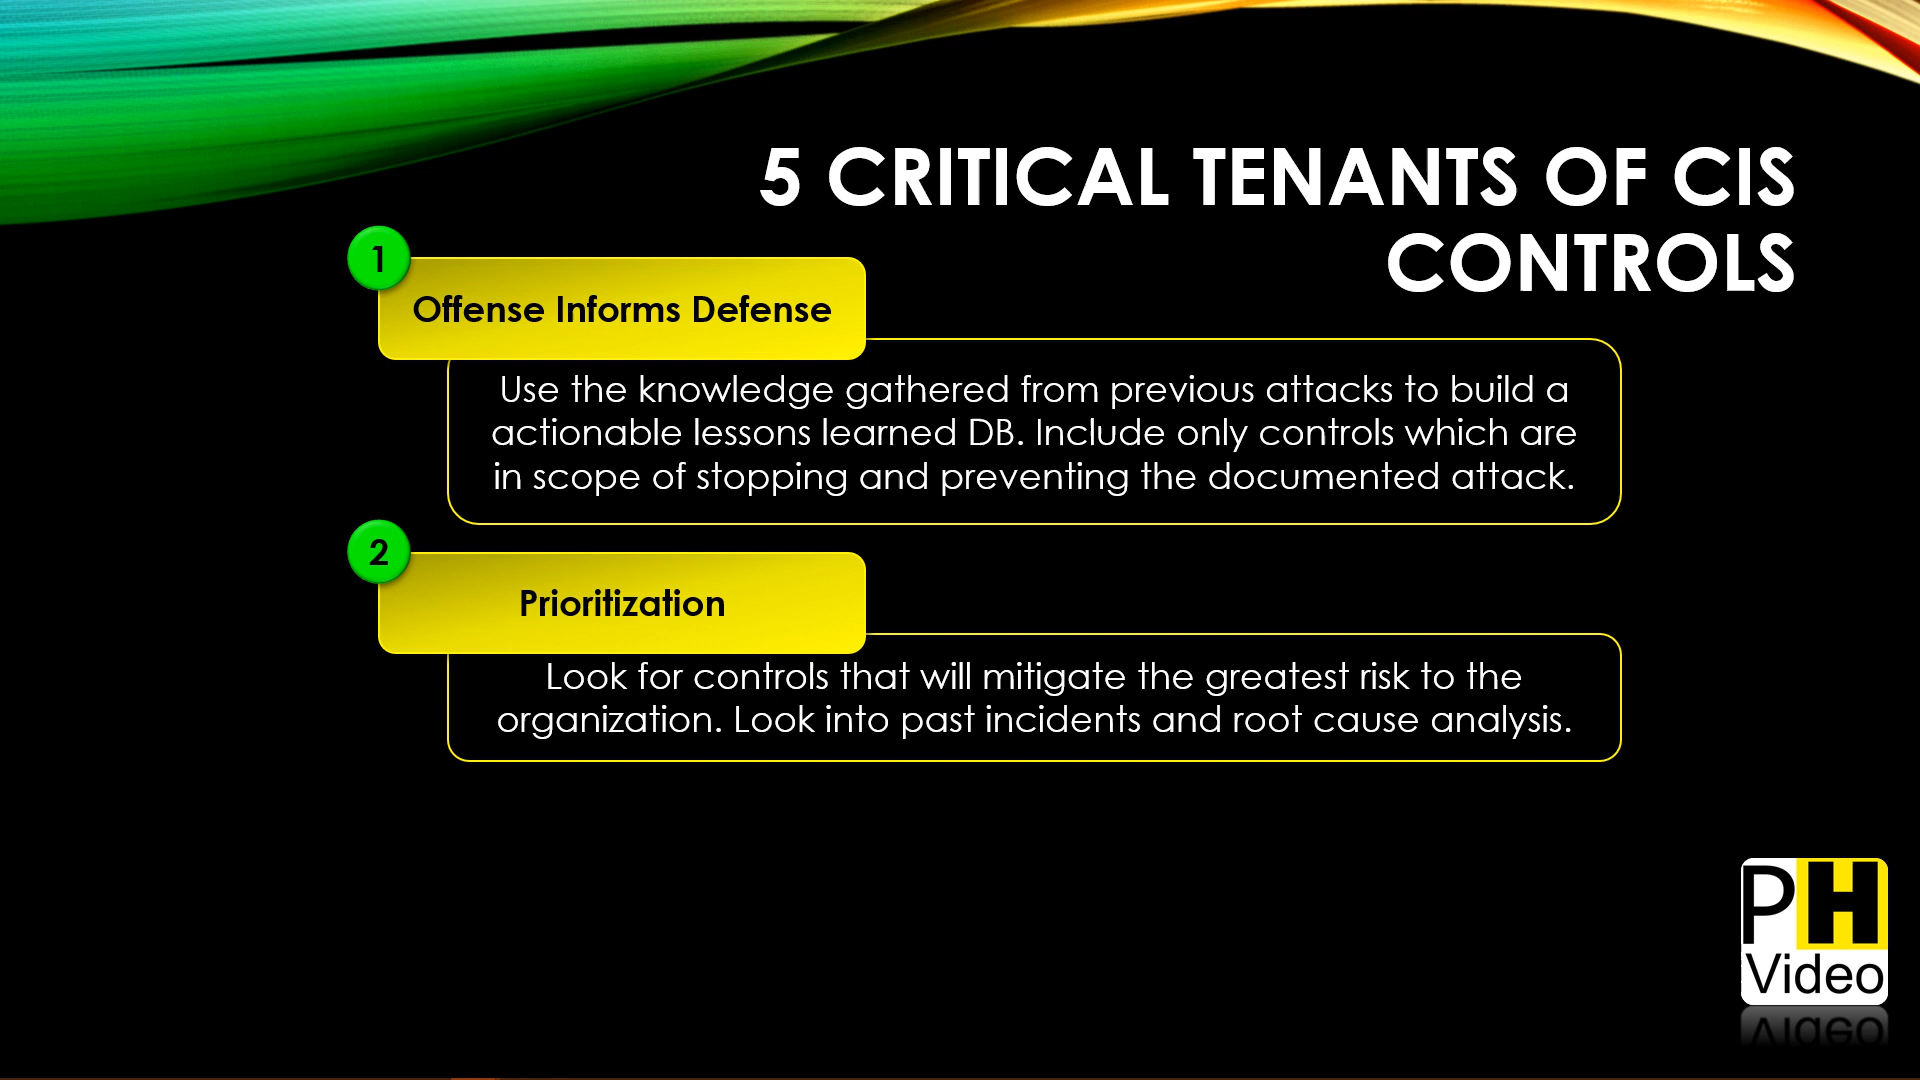 5 CRITICAL TENANTS OF CIS
CONTROLS
1
Offense Informs Defense
Use the knowledge gathered from previous attacks to build a
actionable lessons learned DB. Include only controls which are
in scope of stopping and preventing the documented attack.
2
Prioritization
Look for controls that will mitigate the greatest risk to the
organization. Look into past incidents and root cause analysis.
PH
Video